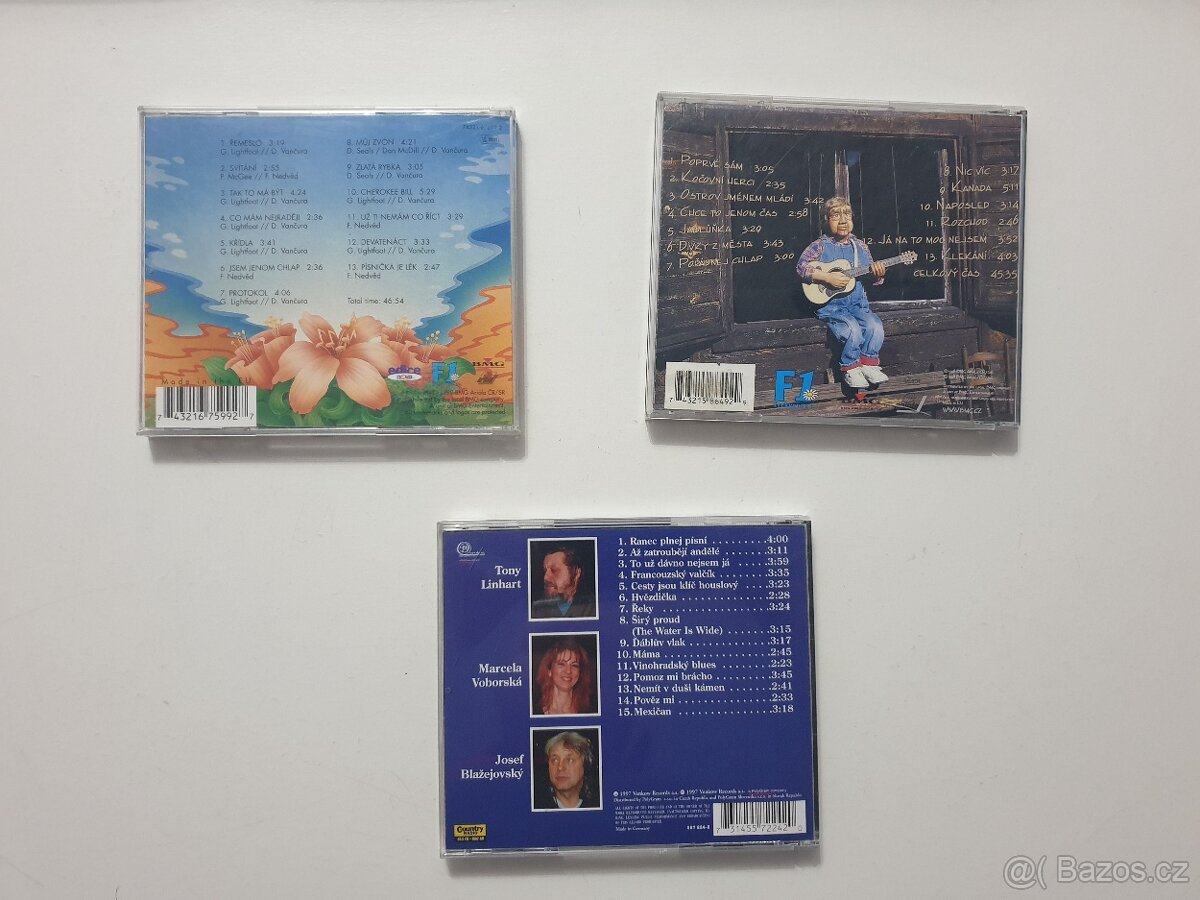 1. ŘEMESLO 3:19
G. Lightfoot // D. Vančura
2. SVÍTÁNÍ 2:55
F. McGee // F. Nedvěd
3. TAK TO MÁ BÝT 4:24
G. Lightfoot // D. Vančura
4. CO MÁM NEJRADĚJI 2:36
G. Lightfoot // D. Vančura
5. KŘÍDLA 3:41
G. Lightfoot // D. Vančura
6. JSEM JENOM CHLAP 2:36
F. Nedvěd
7. PROTOKOL 4:06
G. Lightfoot // D. Vančura
8. MŮJ ZVON 4:21
D. Seals / Dan McDill // D. Vančura
9. ZLATÁ RYBKA 3:05
D. Seals // D. Vančura
10. CHEROKEE BILL 5:29
G. Lightfoot // D. Vančura
11. UŽ TI NEMÁM CO ŘÍCT 3:29
F. Nedvěd
12. DEVATENÁCT 3:33
G. Lightfoot // D. Vančura
13. PÍSNIČKA JE LÉK 2:47
F. Nedvěd
Total time: 46:54
Made in the EU
edice
F1
BMG
7 43216 75992 7
POPRVÉ SÁM 3:05
2. KOČOVNÍ HERCI 2:35
3. OSTROV JMÉNEM MLÁDÍ 3:42
4. CHCE TO JENOM ČAS 2:58
5. JABLŮŇKA 3:20
6. DVZY Z MĚSTA 3:43
7. CHLAP 3:00
8. NIC VÍC 3:17
9. KANADA 5:11
10. NAPOSLED 3:14
11. ROZCHOD 2:46
12. JÁ NA TO MOC NEJSEM 3:52
13. KLEKÁNÍ 4:03
CELKOVÝ ČAS 45:35
F1
WWW.BMG.CZ
Tony
Linhart
Marcela
Voborská
Josef
Blažejovský
1. Ranec plnej písní 4:00
2. Až zatroubějí andělé 3:11
3. To už dávno nejsem já 3:59
4. Francouzský valčík 3:35
5. Cesty jsou klíč houslový 3:23
6. Hvězdička 2:28
7. Řeky 3:24
8. Širý proud
(The Water Is Wide) 3:15
9. Ďáblův vlak 3:17
10. Máma 2:45
11. Vinohradský blues 2:23
12. Pomoz mi brácho 3:45
13. Nemít v duši kámen 2:41
14. Pověz mi 2:33
15. Mexičan 3:18
Made in Germany
Country
7 31455 72242 0
@( Bazos.cz